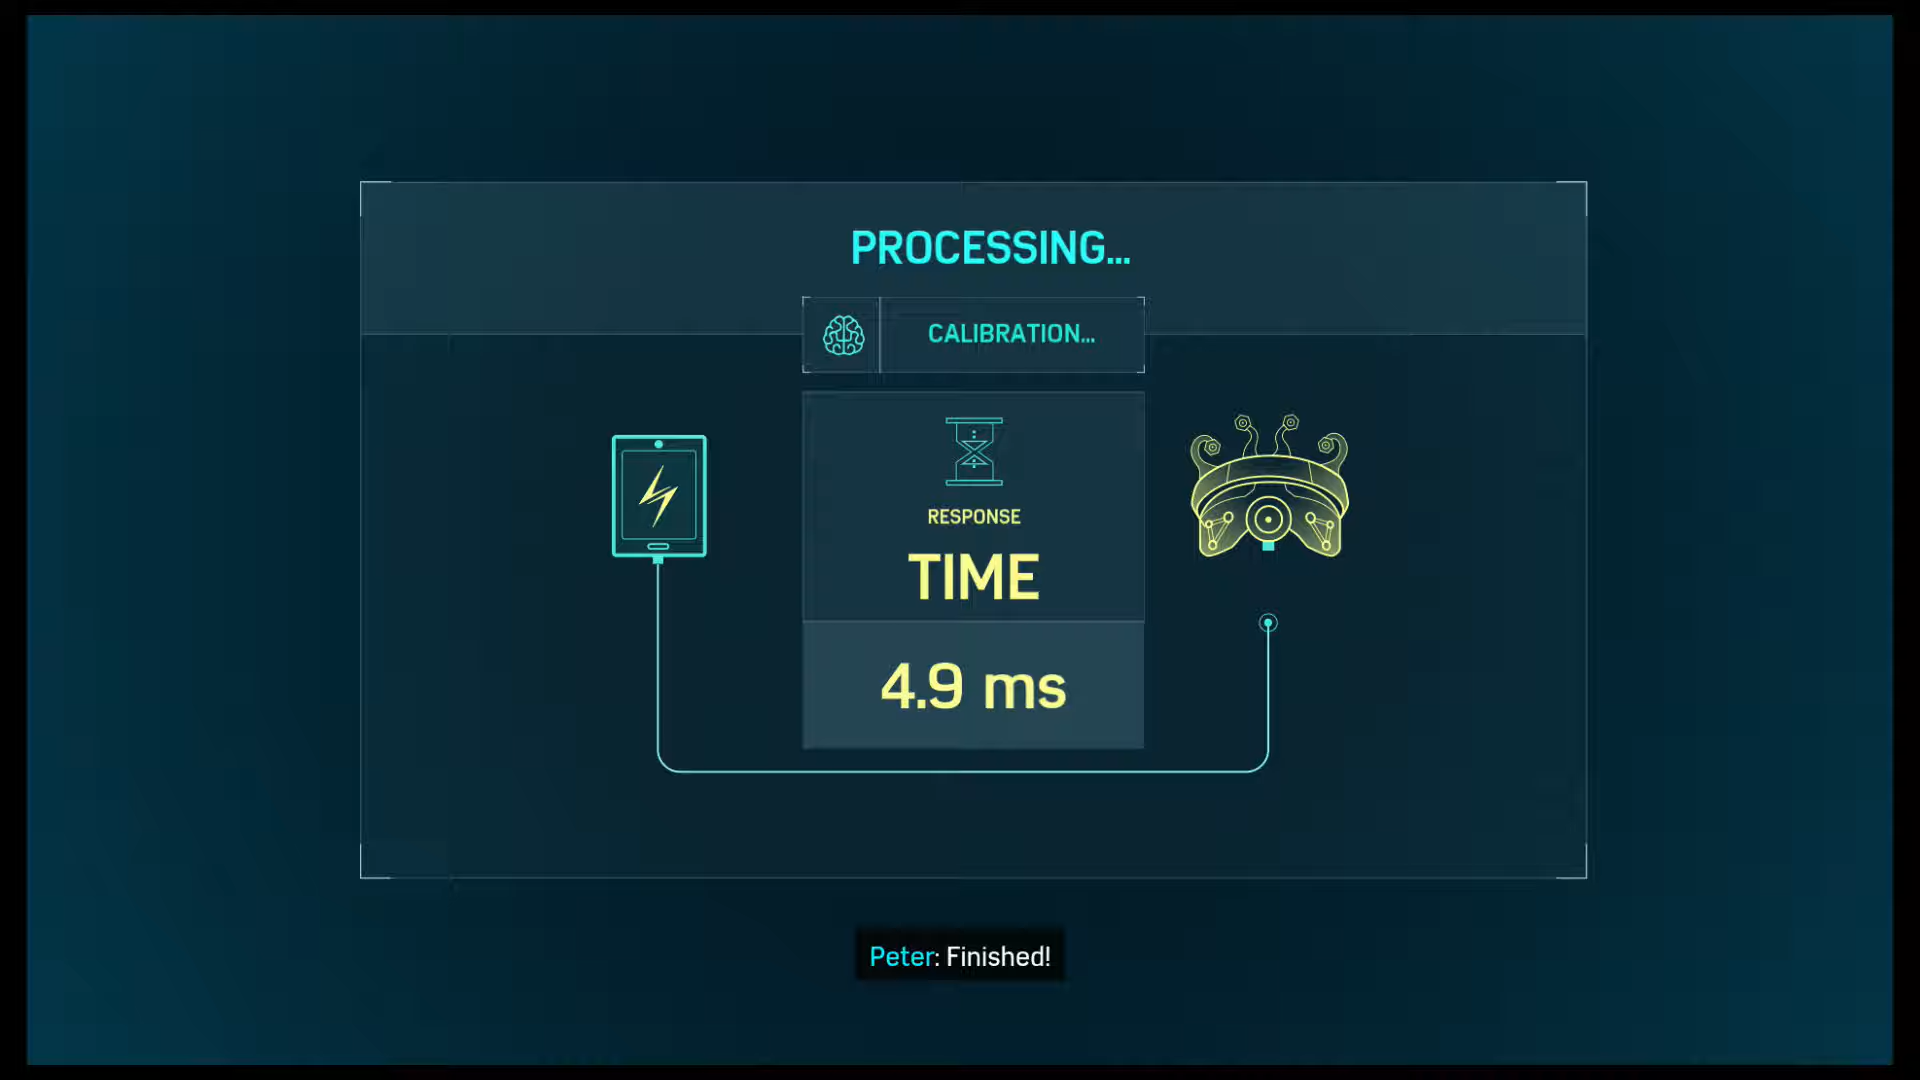 PROCESSING...
CALIBRATION...
RESPONSE
TIME
4.9 ms
Peter: Finished!